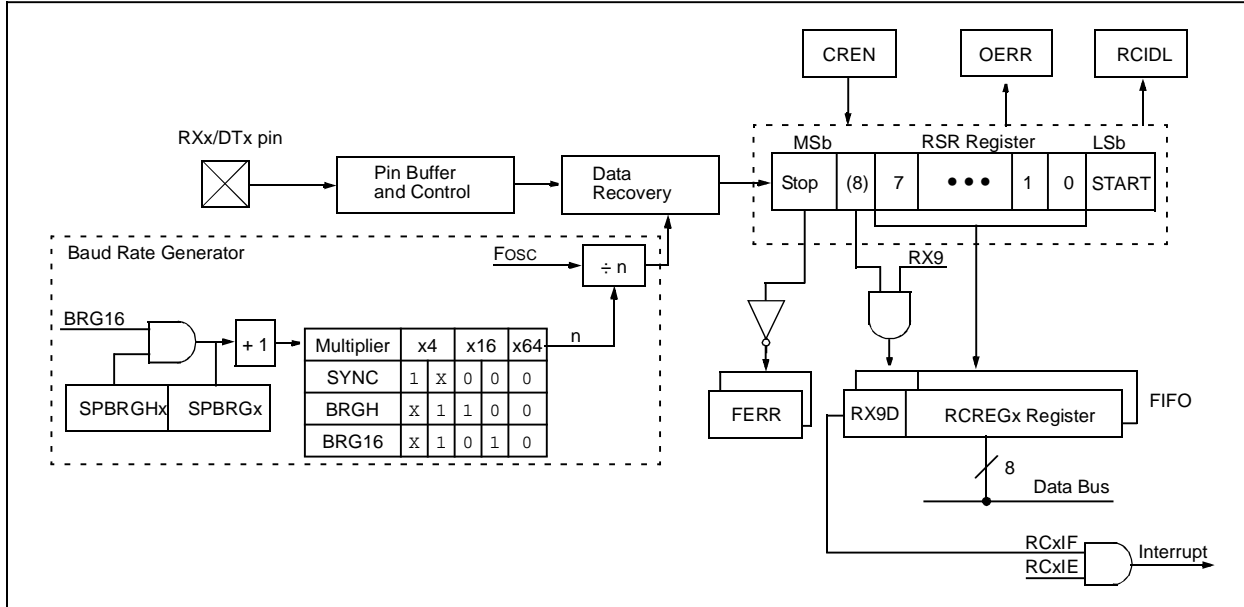 CREN
OERR
RCIDL
RXx/DTx pin
MSb
RSR Register
LSb
Pin Buffer
and Control
Data
Recovery
Stop
(8)
7
• • •
1
0
START
Baud Rate Generator
FOSC
÷ n
RX9
BRG16
+ 1
n
Multiplier x4 x16 x64
SYNC 1 X 0 0 0
BRGH X 1 1 0 0
BRG16 X 1 0 1 0
SPBRGHx
SPBRGx
FERR
RX9D
RCREGx Register
FIFO
8
Data Bus
RCxIF
RCxIE
Interrupt